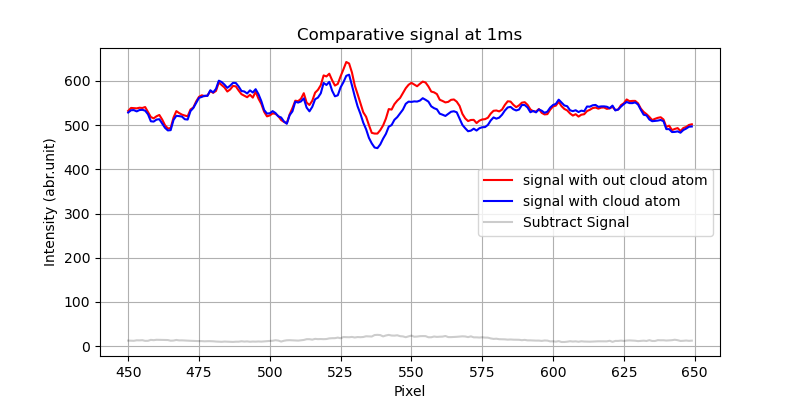 Comparative signal at 1ms
Intensity (abr.unit)
600
500
400
300
200
100
0
signal with out cloud atom
signal with cloud atom
Subtract Signal
450 475 500 525 550 575 600 625 650
Pixel